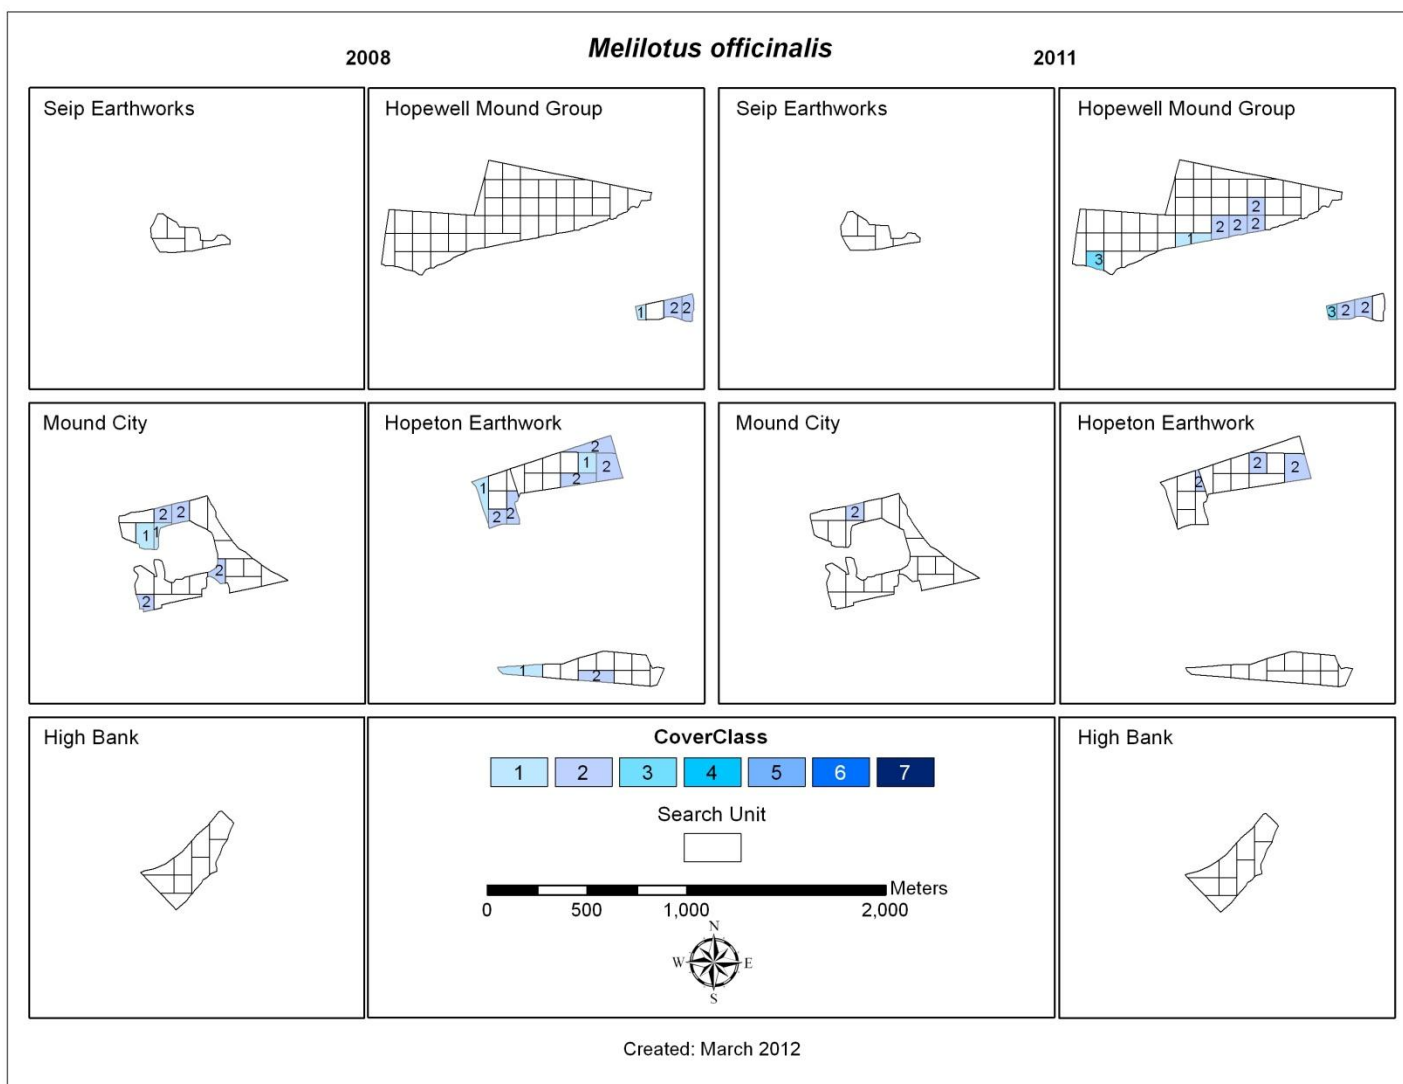 Melilotus officinalis
2008
2011
Seip Earthworks
Hopewell Mound Group
1
2
2
Seip Earthworks
Hopewell Mound Group
2
2
2
2
1
3
3
2
2
Mound City
2
2
1
1
2
2
Hopeton Earthwork
2
1
2
2
1
2
2
1
2
Mound City
2
Hopeton Earthwork
2
2
2
High Bank
CoverClass
1 2 3 4 5 6 7
Search Unit
Meters
0 500 1,000 2,000
N
W E
S
High Bank
Created: March 2012